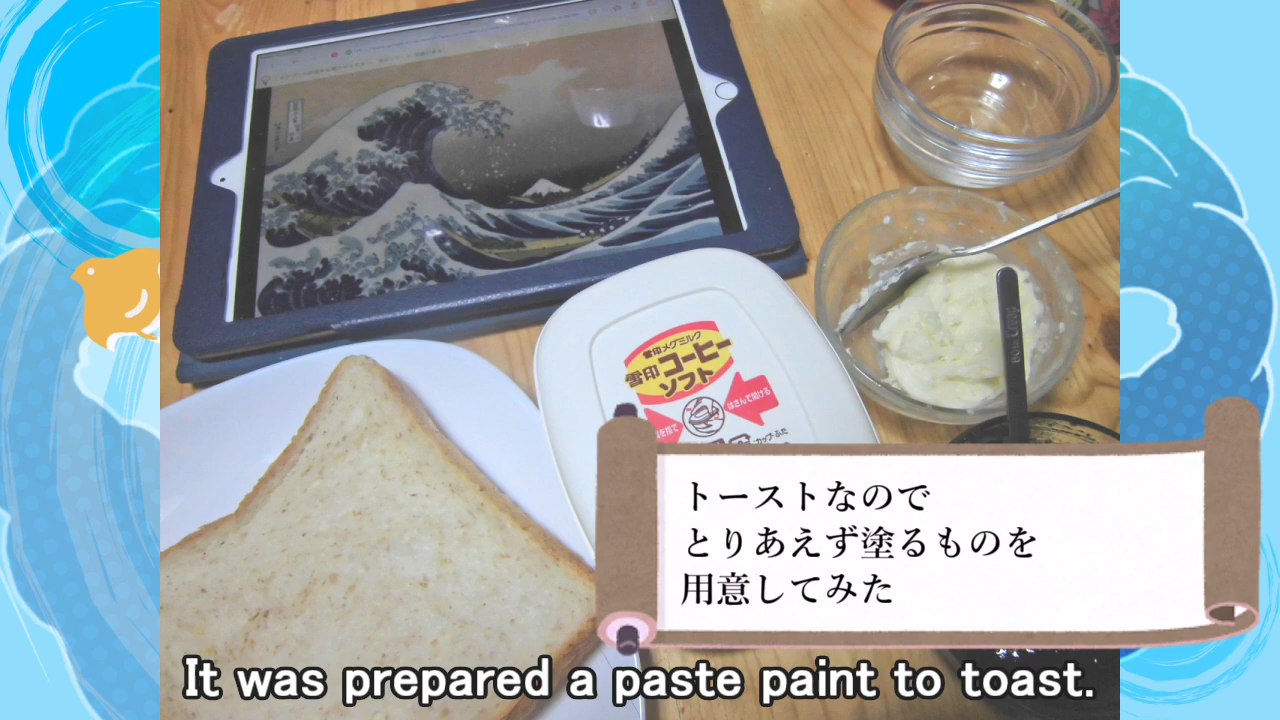 雪印メグミルク
雪印コーヒー
ソフト
はさんで開ける
トーストなので
とりあえず塗るものを
用意してみた
It was prepared a paste paint to toast.